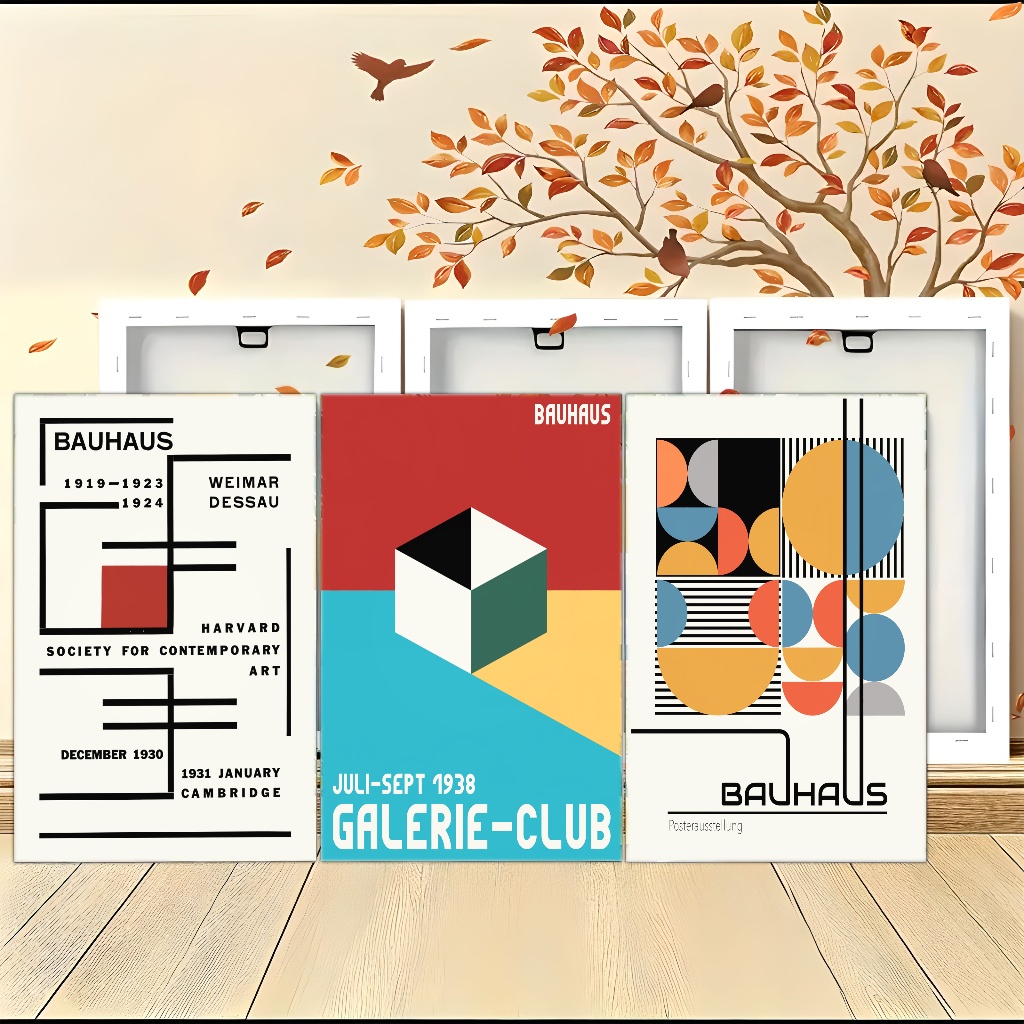 BAUHAUS
1919–1923
1924
WEIMAR
DESSAU
HARVARD
SOCIETY FOR CONTEMPORARY
ART
DECEMBER 1930
1931 JANUARY
CAMBRIDGE
BAUHAUS
JULI-SEPT 1938
GALERIE-CLUB
BAUHAUS
Posterausstellung